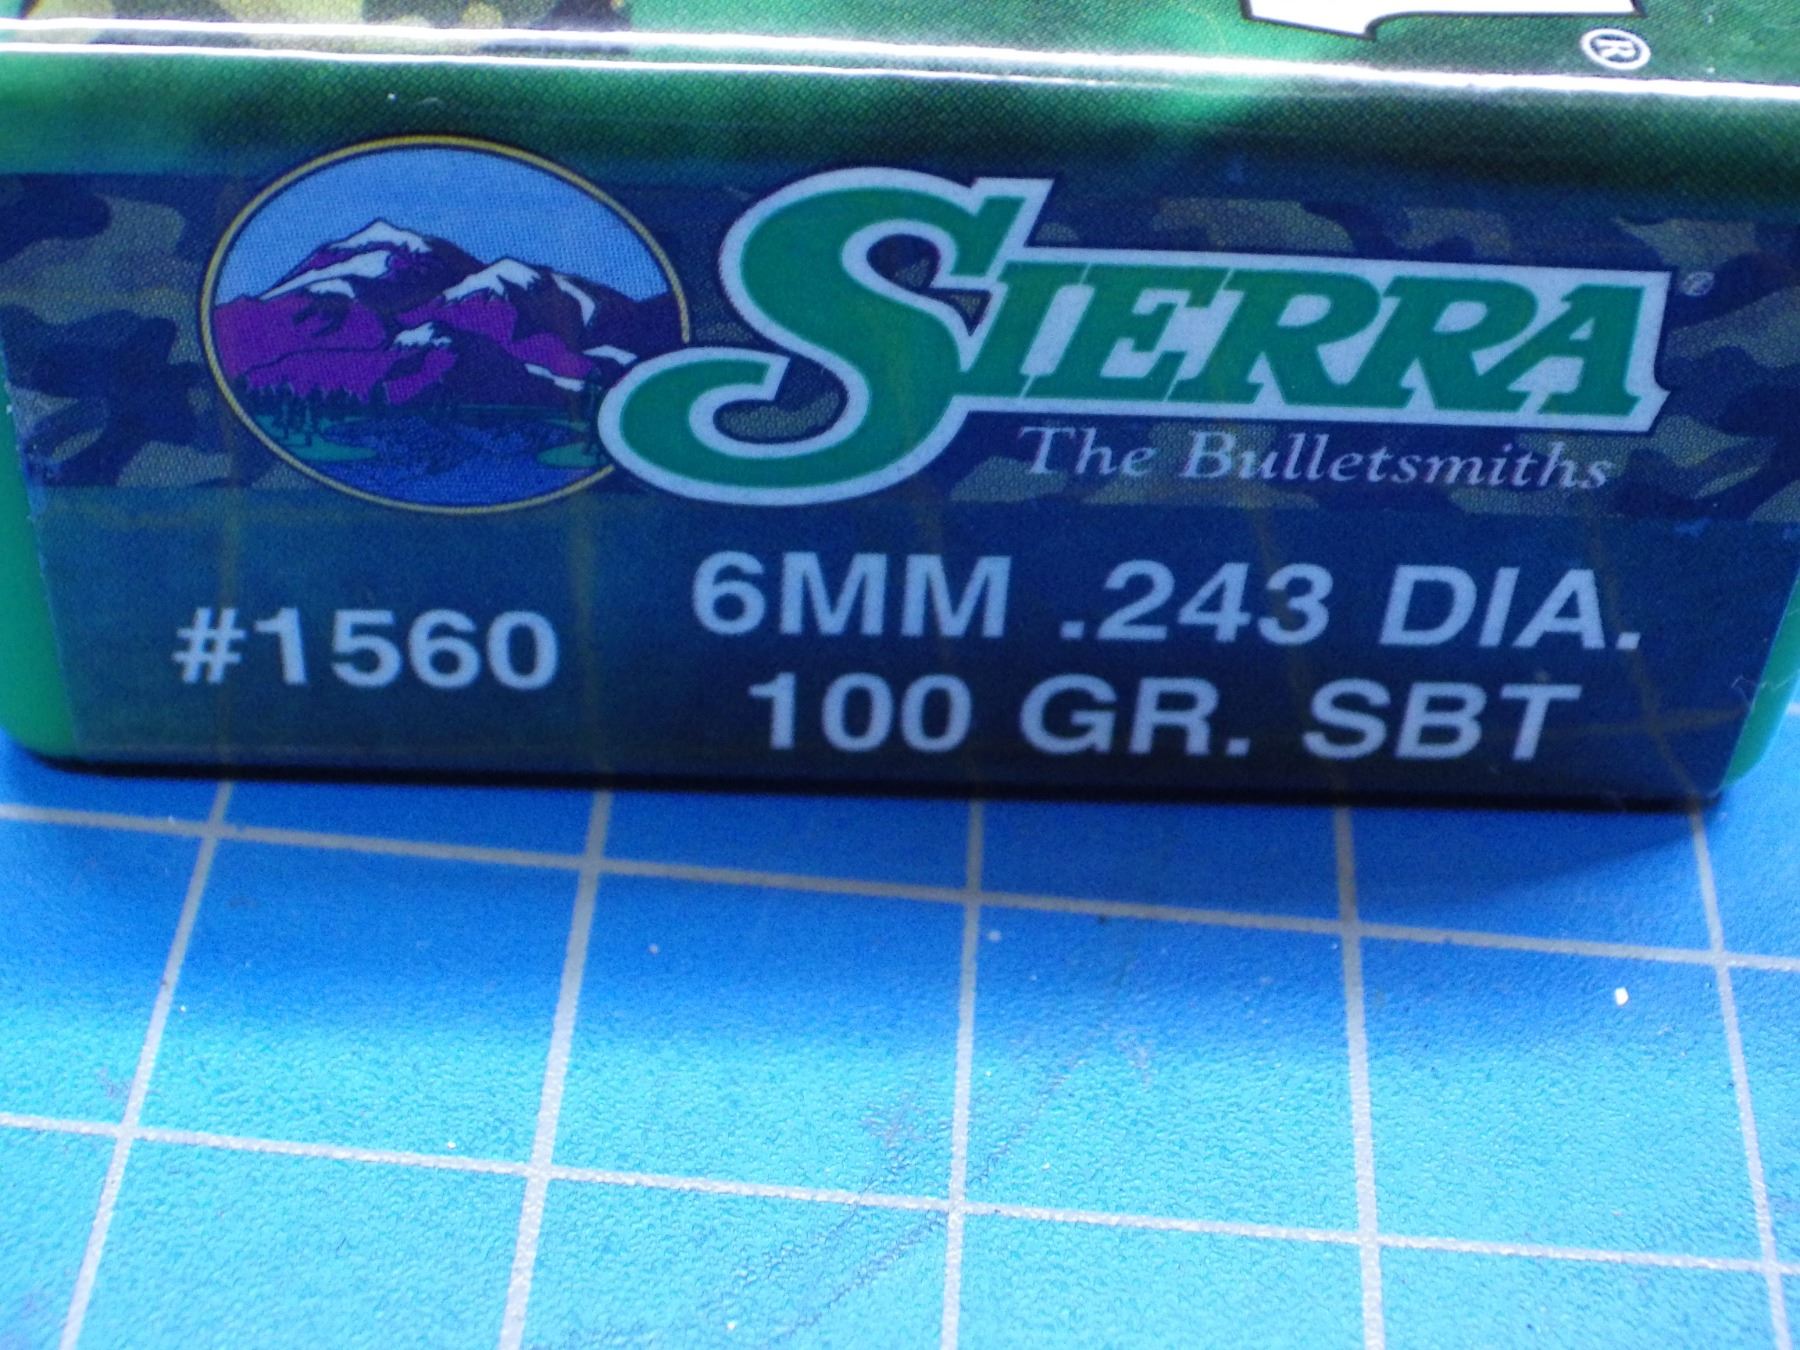 ®
SIERRA®
The Bulletsmiths
#1560
6MM .243 DIA.
100 GR. SBT